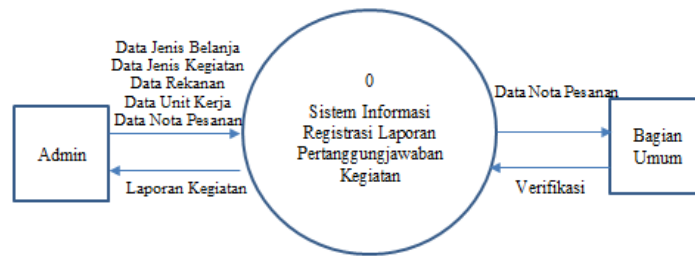 Data Jenis Belanja
Data Jenis Kegiatan
Data Rekanan
Data Unit Kerja
Data Nota Pesanan
Admin
Laporan Kegiatan
0
Sistem Informasi
Registrasi Laporan
Pertanggungjawaban
Kegiatan
Data Nota Pesanan
Bagian
Umum
Verifikasi